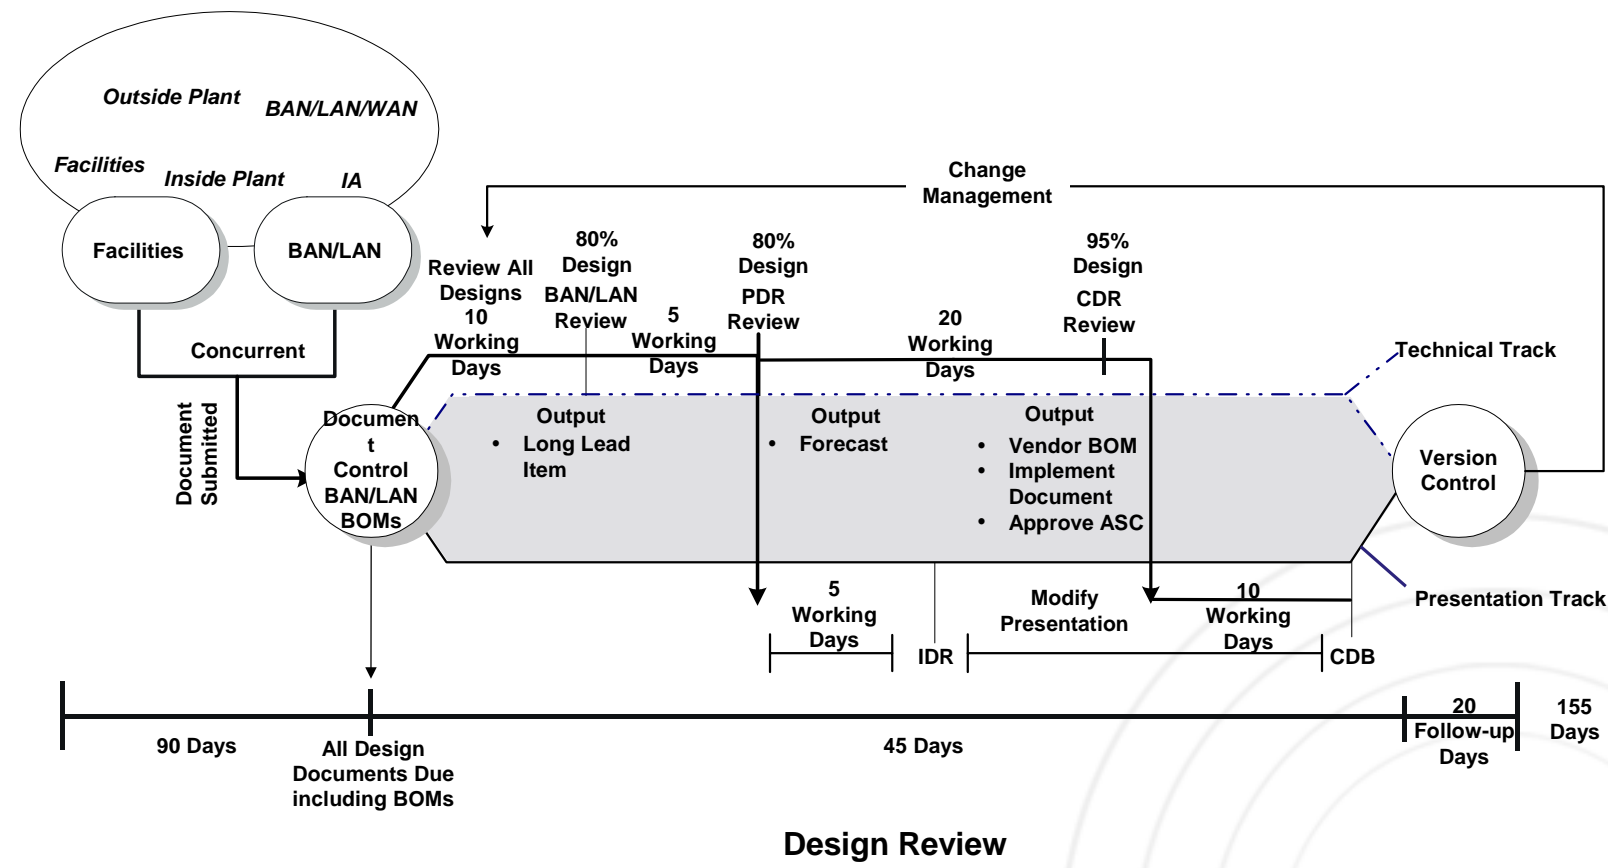 Outside Plant
BAN/LAN/WAN
Facilities
Inside Plant
IA
Facilities
BAN/LAN
Concurrent
Document
Submitted
Documen
t
Control
BAN/LAN
BOMs
Change
Management
Review All
Designs
10
Working
Days
80%
Design
BAN/LAN
Review
5
Working
Days
80%
Design
PDR
Review
20
Working
Days
95%
Design
CDR
Review
Technical Track
Output
• Long Lead
Item
Output
• Forecast
Output
• Vendor BOM
• Implement
Document
• Approve ASC
Version
Control
Presentation Track
5
Working
Days
IDR
Modify
Presentation
10
Working
Days
CDB
90 Days
All Design
Documents Due
including BOMs
45 Days
20
Follow-up
Days
155
Days
Design Review